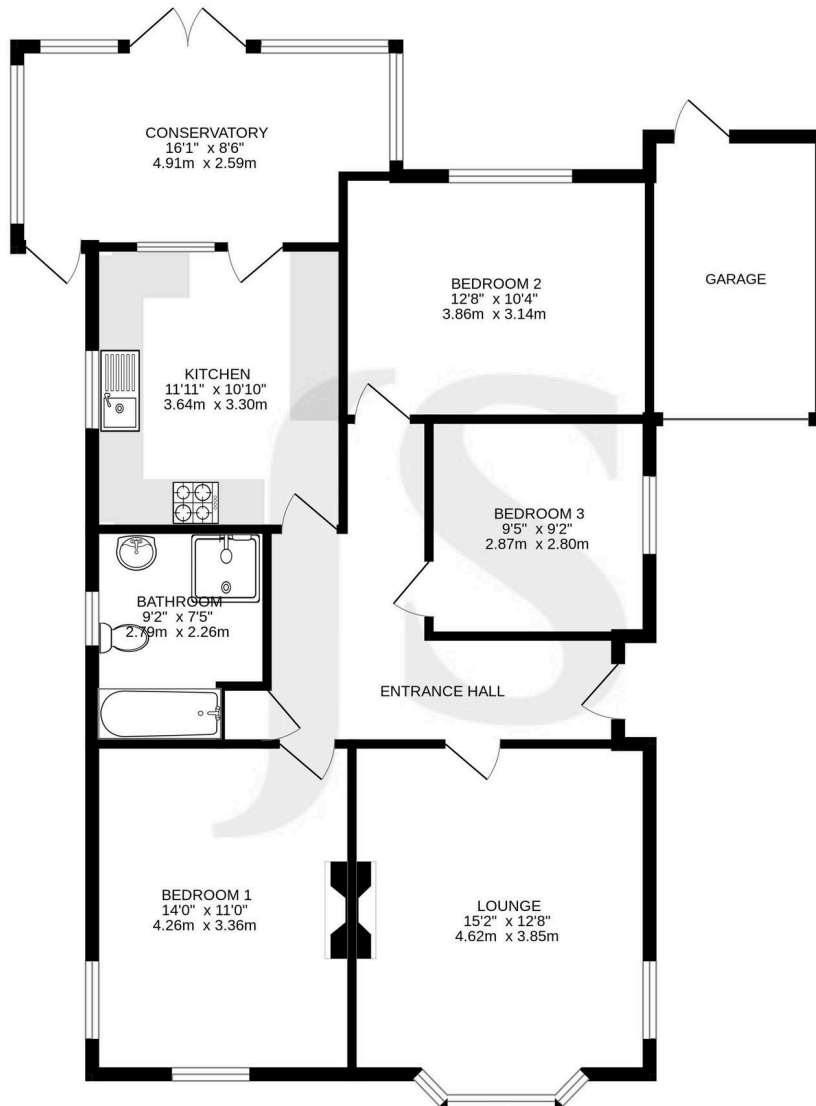 CONSERVATORY
16'1" x 8'6"
4.91m x 2.59m
BEDROOM 2
12'8" x 10'4"
3.86m x 3.14m
GARAGE
KITCHEN
11'11" x 10'10"
3.64m x 3.30m
BEDROOM 3
9'5" x 9'2"
2.87m x 2.80m
BATHROOM
9'2" x 7'5"
2.79m x 2.26m
ENTRANCE HALL
BEDROOM 1
14'0" x 11'0"
4.26m x 3.36m
LOUNGE
15'2" x 12'8"
4.62m x 3.85m
JS